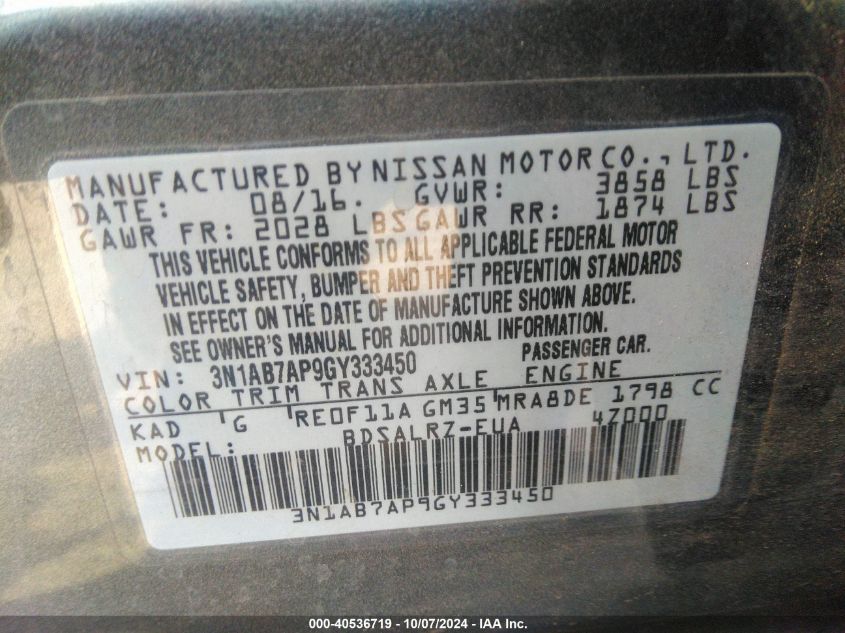 MANUFACTURED BY NISSAN MOTOR CO., LTD.
DATE: 08/16. GVWR: 3858 LBS
GAWR FR: 2028 LBS GAWR RR: 1874 LBS
THIS VEHICLE CONFORMS TO ALL APPLICABLE FEDERAL MOTOR
VEHICLE SAFETY, BUMPER AND THEFT PREVENTION STANDARDS
IN EFFECT ON THE DATE OF MANUFACTURE SHOWN ABOVE.
SEE OWNER'S MANUAL FOR ADDITIONAL INFORMATION.
VIN: 3N1AB7AP9GY333450 PASSENGER CAR.
COLOR TRIM TRANS AXLE ENGINE
KAD G RE0F11A GM35 MRA8DE 1798 CC
MODEL: BDSALRZ-EUA 4Z000
3N1AB7AP9GY333450
000-40536719 - 10/07/2024 - IAA Inc.